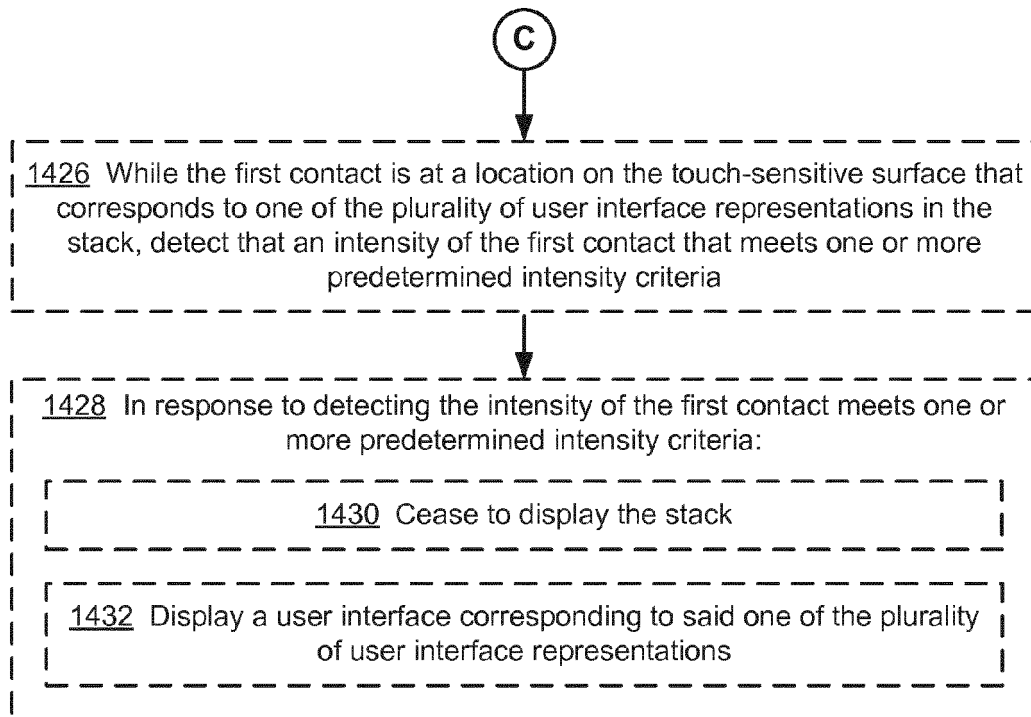 C
1426 While the first contact is at a location on the touch-sensitive surface that
corresponds to one of the plurality of user interface representations in the
stack, detect that an intensity of the first contact that meets one or more
predetermined intensity criteria
1428 In response to detecting the intensity of the first contact meets one or
more predetermined intensity criteria:
1430 Cease to display the stack
1432 Display a user interface corresponding to said one of the plurality
of user interface representations